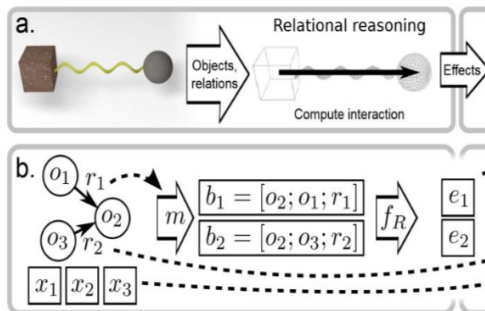 a.
Relational reasoning
Objects, relations
Compute interaction
Effects
b.
o₁
r₁
o₂
o₃
r₂
m
b₁ = [o₂; o₁; r₁]
b₂ = [o₂; o₃; r₂]
f_R
e₁
e₂
x₁ x₂ x₃